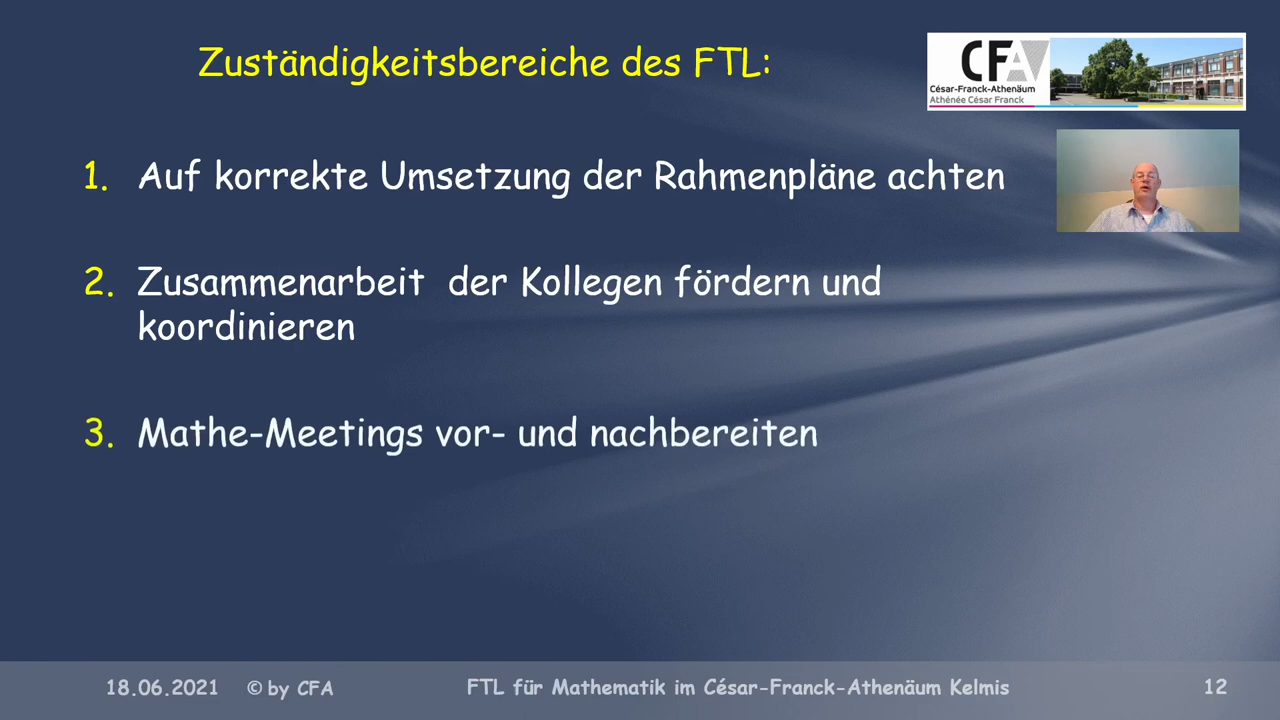 Zuständigkeitsbereiche des FTL:
CFA
César-Franck-Athenäum
Athénée César Franck
1. Auf korrekte Umsetzung der Rahmenpläne achten
2. Zusammenarbeit der Kollegen fördern und
koordinieren
3. Mathe-Meetings vor- und nachbereiten
18.06.2021 © by CFA FTL für Mathematik im César-Franck-Athenäum Kelmis 12